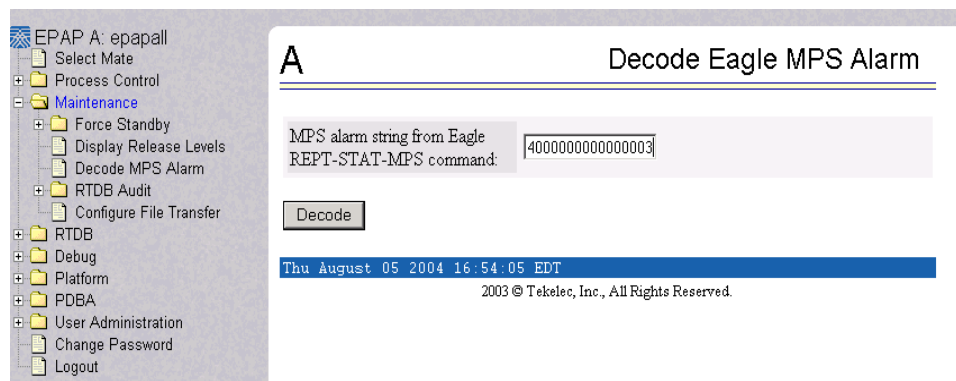 EPAP A: epapall
Select Mate
Process Control
Maintenance
Force Standby
Display Release Levels
Decode MPS Alarm
RTDB Audit
Configure File Transfer
RTDB
Debug
Platform
PDBA
User Administration
Change Password
Logout
A
Decode Eagle MPS Alarm
MPS alarm string from Eagle
REPT-STAT-MPS command:
4000000000000003
Decode
Thu August 05 2004 16:54:05 EDT
2003 © Tekelec, Inc., All Rights Reserved.